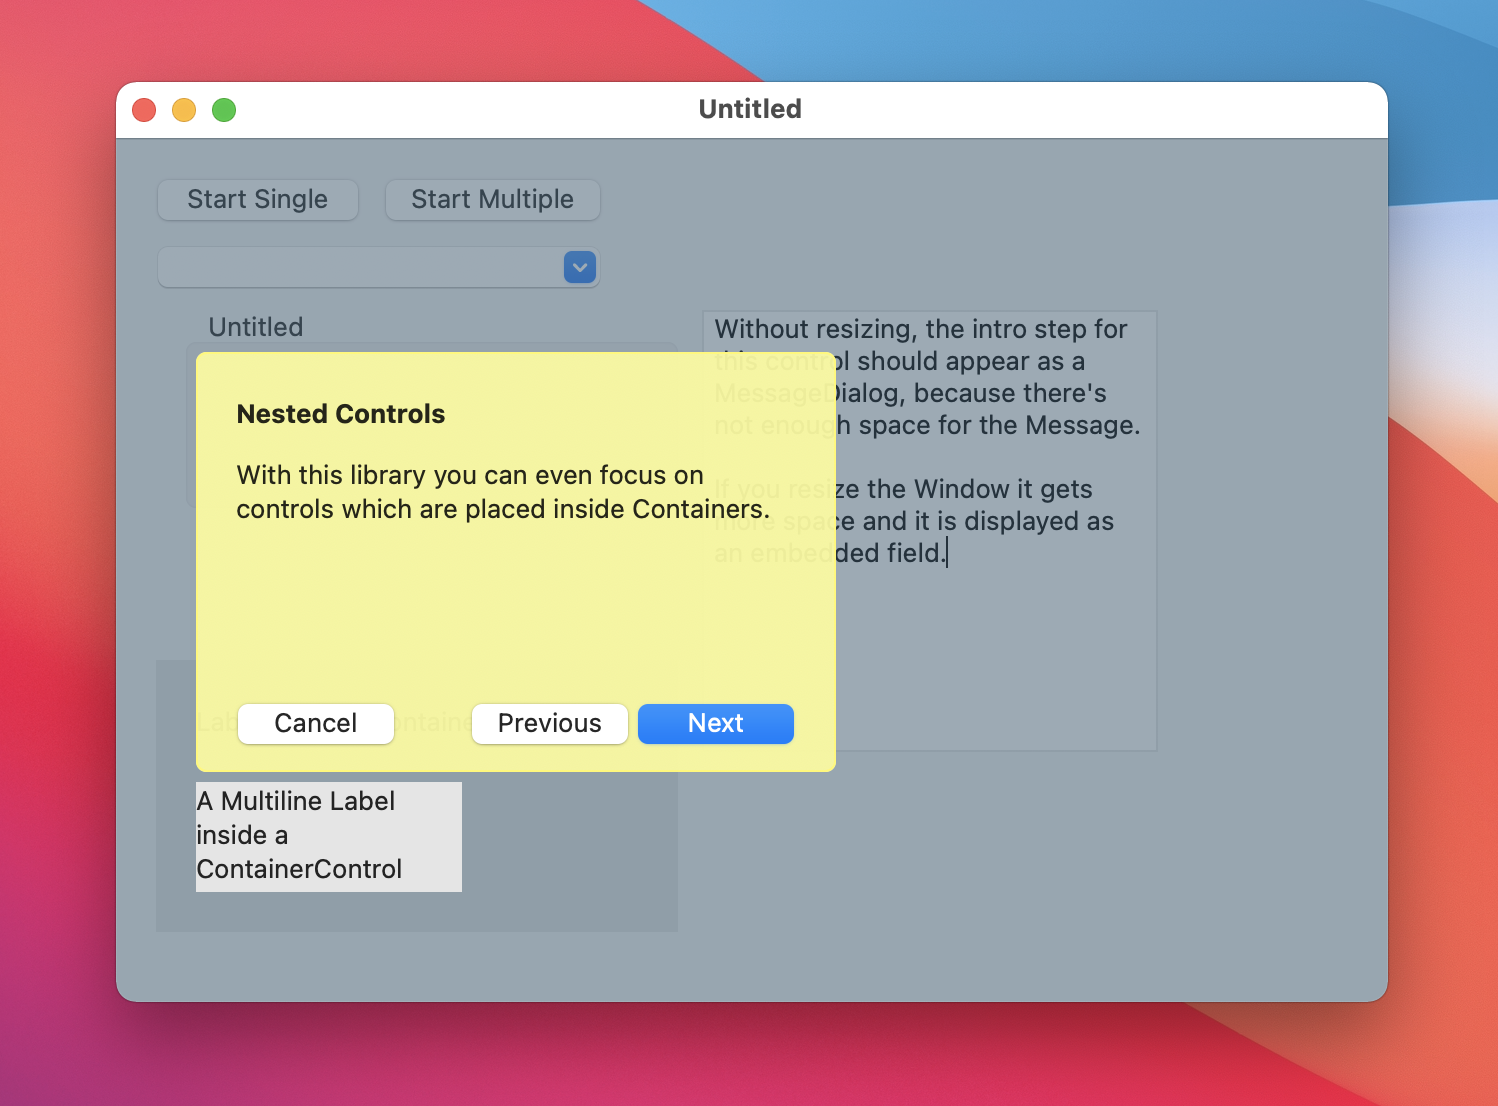 Untitled
Start Single
Start Multiple
Untitled
Without resizing, the intro step for
this control should appear as a
MessageDialog, because there's
not enough space for the Message.
If you resize the Window it gets
more space and it is displayed as
an embedded field.
Nested Controls
With this library you can even focus on
controls which are placed inside Containers.
Cancel
Previous
Next
A Multiline Label
inside a
ContainerControl